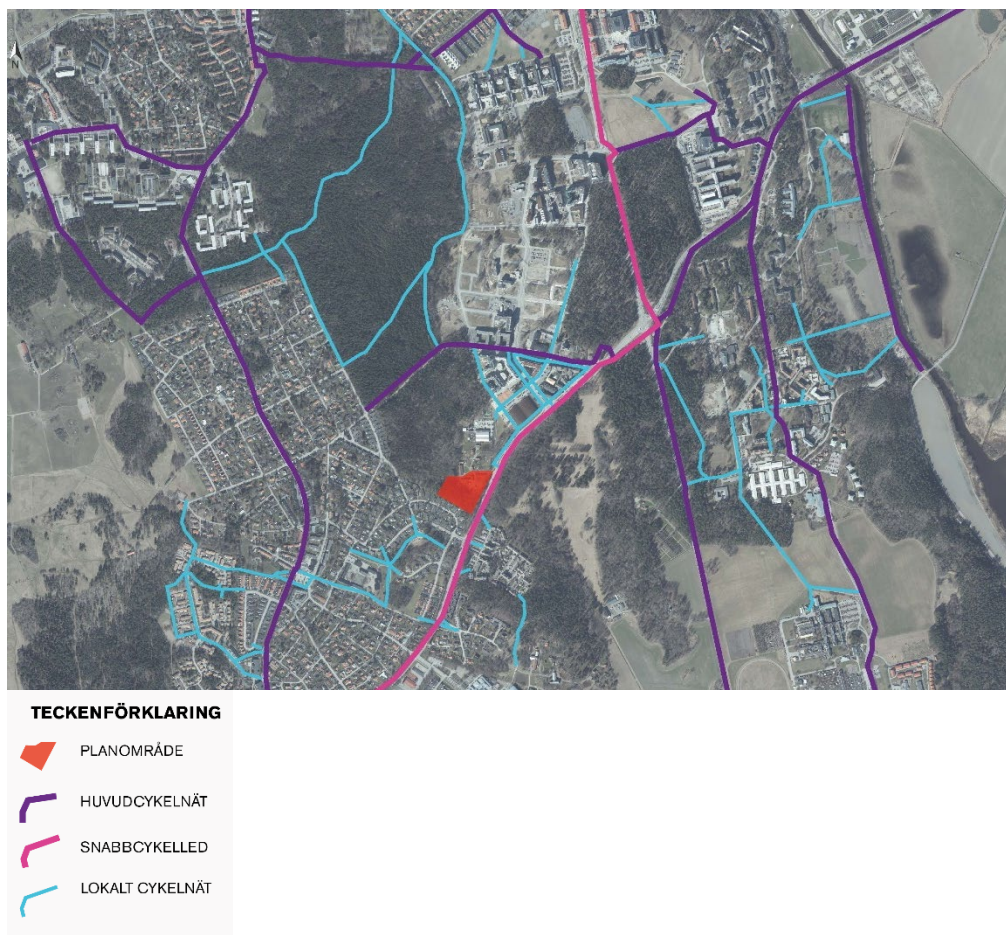 TECKENFÖRKLARING
PLANOMRÅDE
HUVUDCYKELNÄT
SNABBCYKELLED
LOKALT CYKELNÄT